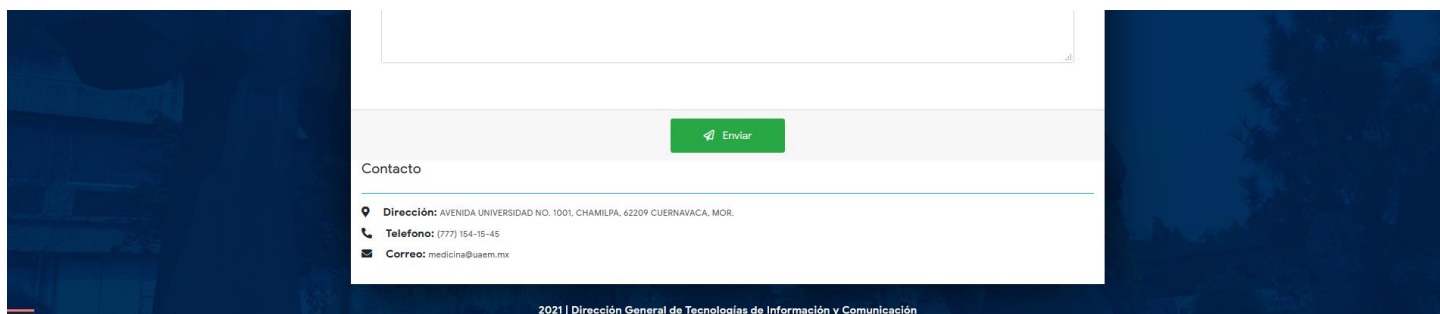 Enviar
Contacto
Dirección: AVENIDA UNIVERSIDAD NO. 1001, CHAMILPA, 62209 CUERNAVACA, MOR.
Telefono: (777) 154-15-45
Correo: medicina@uaem.mx
2021 | Dirección General de Tecnologías de Información y Comunicación